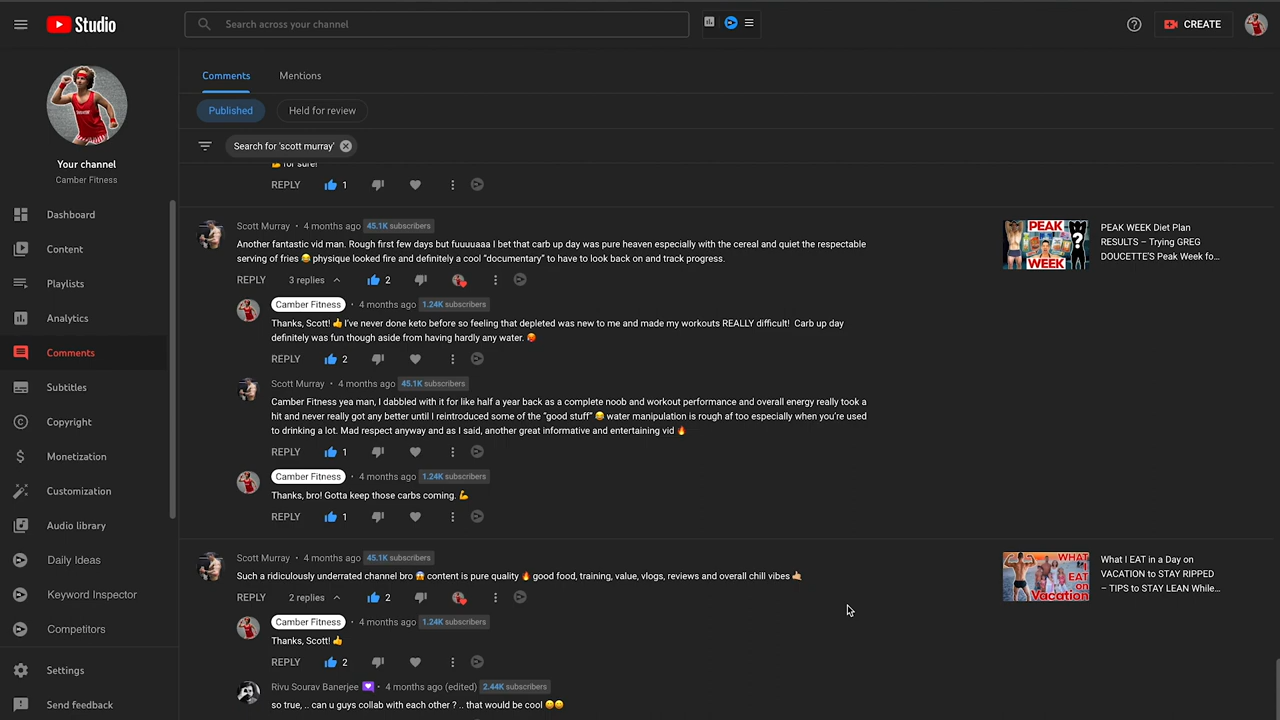 Studio
Search across your channel
CREATE
Your channel
Camber Fitness
Dashboard
Content
Playlists
Analytics
Comments
Subtitles
Copyright
Monetization
Customization
Audio library
Daily Ideas
Keyword Inspector
Competitors
Settings
Send feedback
Comments
Mentions
Published
Held for review
Search for 'scott murray'
💪 for sure!
REPLY 1
Scott Murray • 4 months ago 45.1K subscribers
Another fantastic vid man. Rough first few days but fuuuuaaa I bet that carb up day was pure heaven especially with the cereal and quiet the respectable
serving of fries 😂 physique looked fire and definitely a cool "documentary" to have to look back on and track progress.
REPLY 3 replies 2
Camber Fitness • 4 months ago 1.24K subscribers
Thanks, Scott! 👍 I've never done keto before so feeling that depleted was new to me and made my workouts REALLY difficult! Carb up day
definitely was fun though aside from having hardly any water. 🥵
REPLY 2
Scott Murray • 4 months ago 45.1K subscribers
Camber Fitness yea man, I dabbled with it for like half a year back as a complete noob and workout performance and overall energy really took a
hit and never really got any better until I reintroduced some of the "good stuff" 😂 water manipulation is rough af too especially when you're used
to drinking a lot. Mad respect anyway and as I said, another great informative and entertaining vid 🔥
REPLY 1
Camber Fitness • 4 months ago 1.24K subscribers
Thanks, bro! Gotta keep those carbs coming. 💪
REPLY 1
PEAK WEEK
PEAK WEEK Diet Plan
RESULTS – Trying GREG
DOUCETTE'S Peak Week fo...
Scott Murray • 4 months ago 45.1K subscribers
Such a ridiculously underrated channel bro 😱 content is pure quality 🔥 good food, training, value, vlogs, reviews and overall chill vibes 🤙🏼
REPLY 2 replies 2
Camber Fitness • 4 months ago 1.24K subscribers
Thanks, Scott! 👍
REPLY 2
Rivu Sourav Banerjee • 4 months ago (edited) 2.44K subscribers
so true, .. can u guys collab with each other ? .. that would be cool 😄😄
WHAT
I EAT
on
Vacation
What I EAT in a Day on
VACATION to STAY RIPPED
– TIPS to STAY LEAN While...